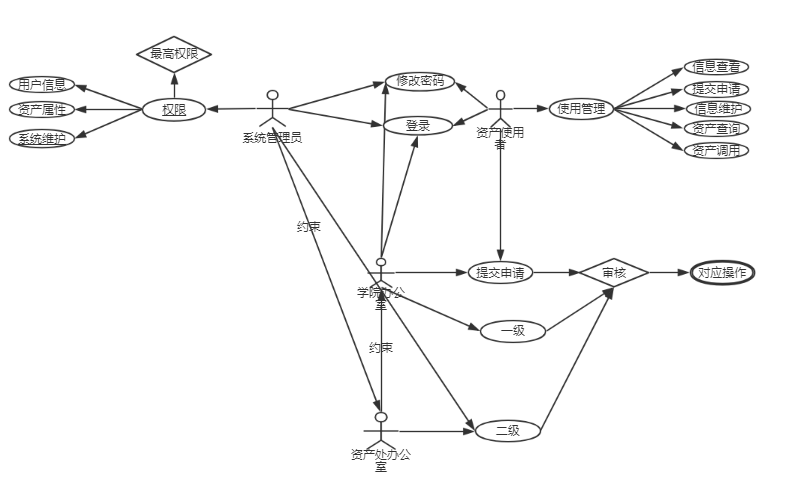 最高权限
用户信息
资产属性
系统维护
权限
系统管理员
修改密码
登录
资产使用
者
使用管理
信息查看
提交申请
信息维护
资产查询
资产调用
约束
学院办公
室
提交申请
审核
对应操作
一级
约束
二级
资产处办公
室